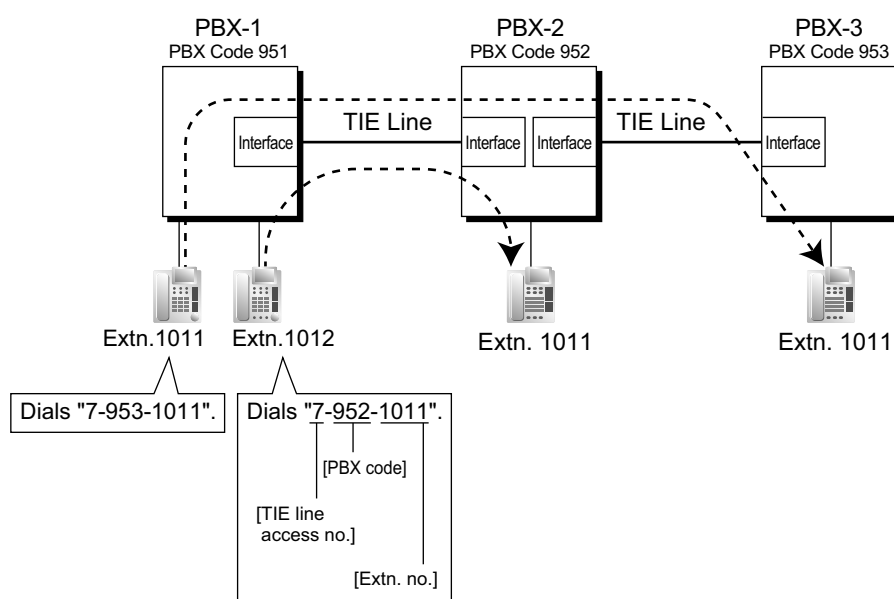 PBX-1
PBX Code 951
PBX-2
PBX Code 952
PBX-3
PBX Code 953
Interface
TIE Line
Interface
Interface
TIE Line
Interface
Extn.1011
Extn.1012
Extn. 1011
Extn. 1011
Dials "7-953-1011".
Dials "7-952-1011".
[PBX code]
[TIE line
access no.]
[Extn. no.]